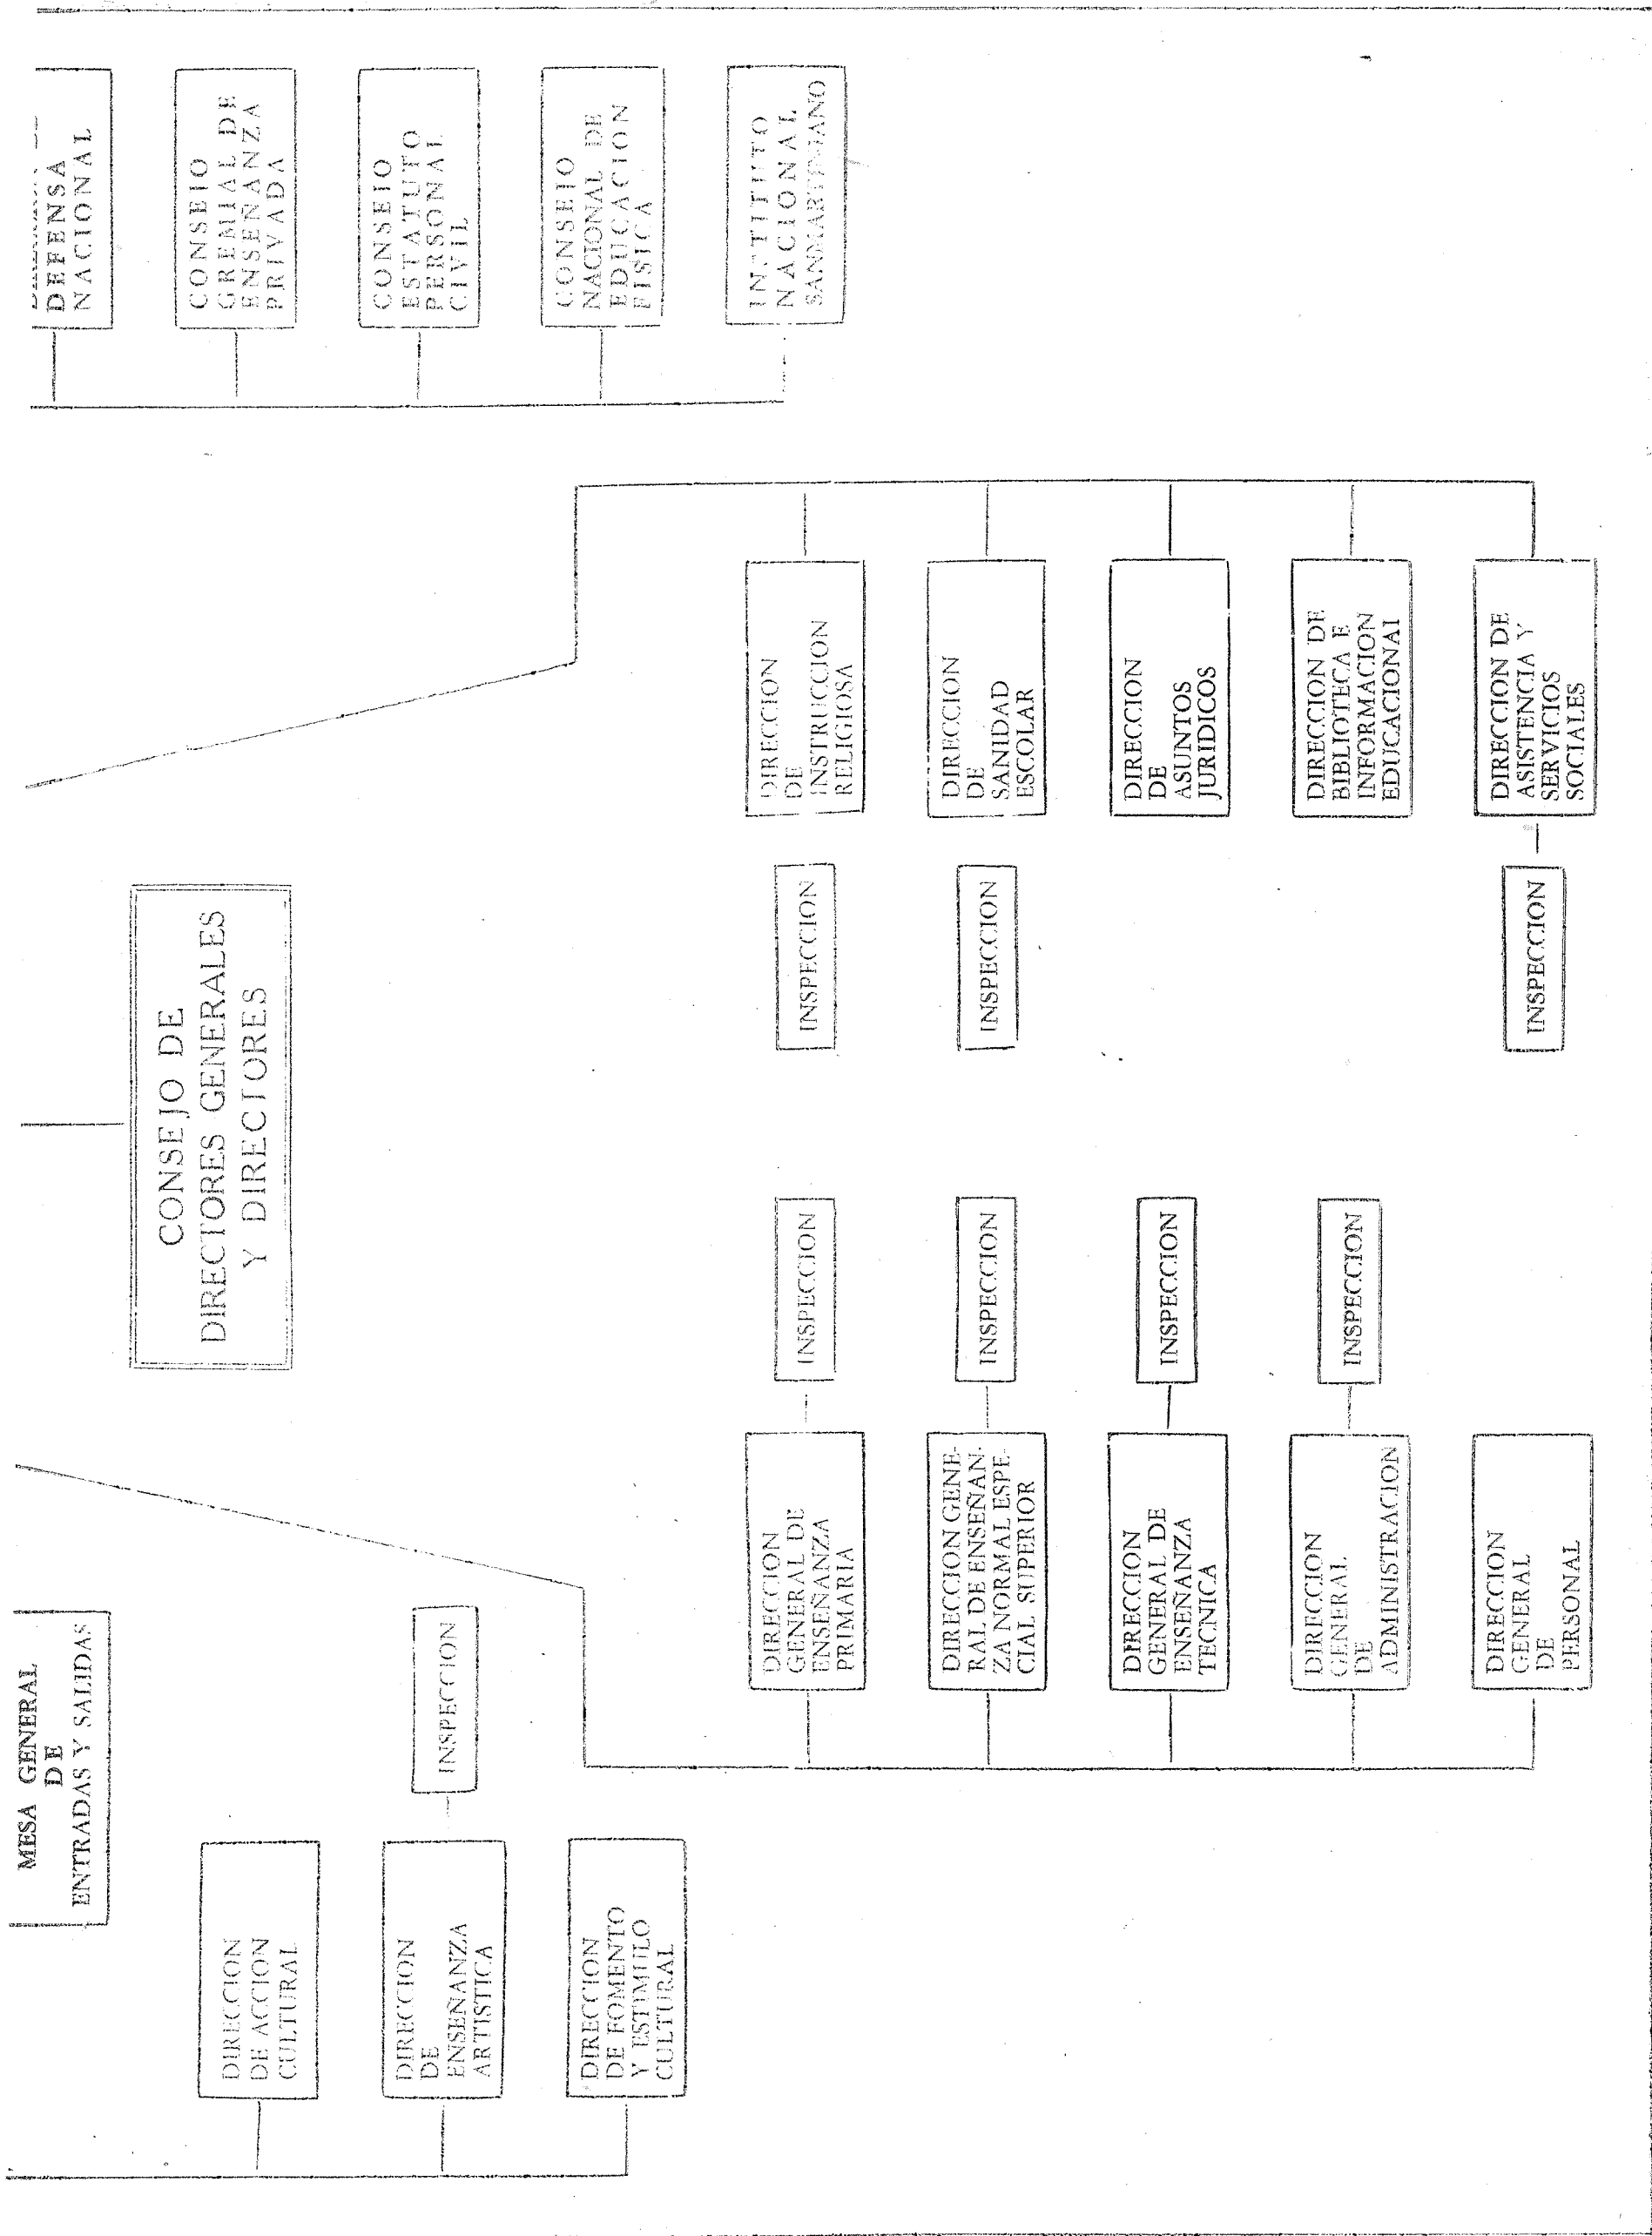 MESA GENERAL
DE
ENTRADAS Y SALIDAS
DEFENSA
NACIONAL
CONSEJO DE
DIRECTORES GENERALES
Y DIRECTORES
DIRECCION
DE ACCION
CULTURAL
CONSEJO
GREMIAL DE
ENSEÑANZA
PRIVADA
DIRECCION
DE
ENSEÑANZA
ARTISTICA
INSPECCION
CONSEJO
ESTATUTO
PERSONAL
CIVIL
DIRECCION
DE FOMENTO
Y ESTIMULO
CULTURAL
CONSEJO
NACIONAL DE
EDUCACION
FISICA
INSTITUTO
NACIONAL
SANMARTINIANO
DIRECCION
GENERAL DE
ENSEÑANZA
PRIMARIA
INSPECCION
INSPECCION
DIRECCION
DE
INSTRUCCION
RELIGIOSA
DIRECCION GENE-
RAL DE ENSEÑAN-
ZA NORMAL ESPE-
CIAL SUPERIOR
INSPECCION
INSPECCION
DIRECCION
DE
SANIDAD
ESCOLAR
DIRECCION
GENERAL DE
ENSEÑANZA
TECNICA
INSPECCION
DIRECCION
DE
ASUNTOS
JURIDICOS
DIRECCION
GENERAL
DE
ADMINISTRACION
INSPECCION
DIRECCION DE
BIBLIOTECA E
INFORMACION
EDUCACIONAL
DIRECCION
GENERAL
DE
PERSONAL
INSPECCION
DIRECCION DE
ASISTENCIA Y
SERVICIOS
SOCIALES